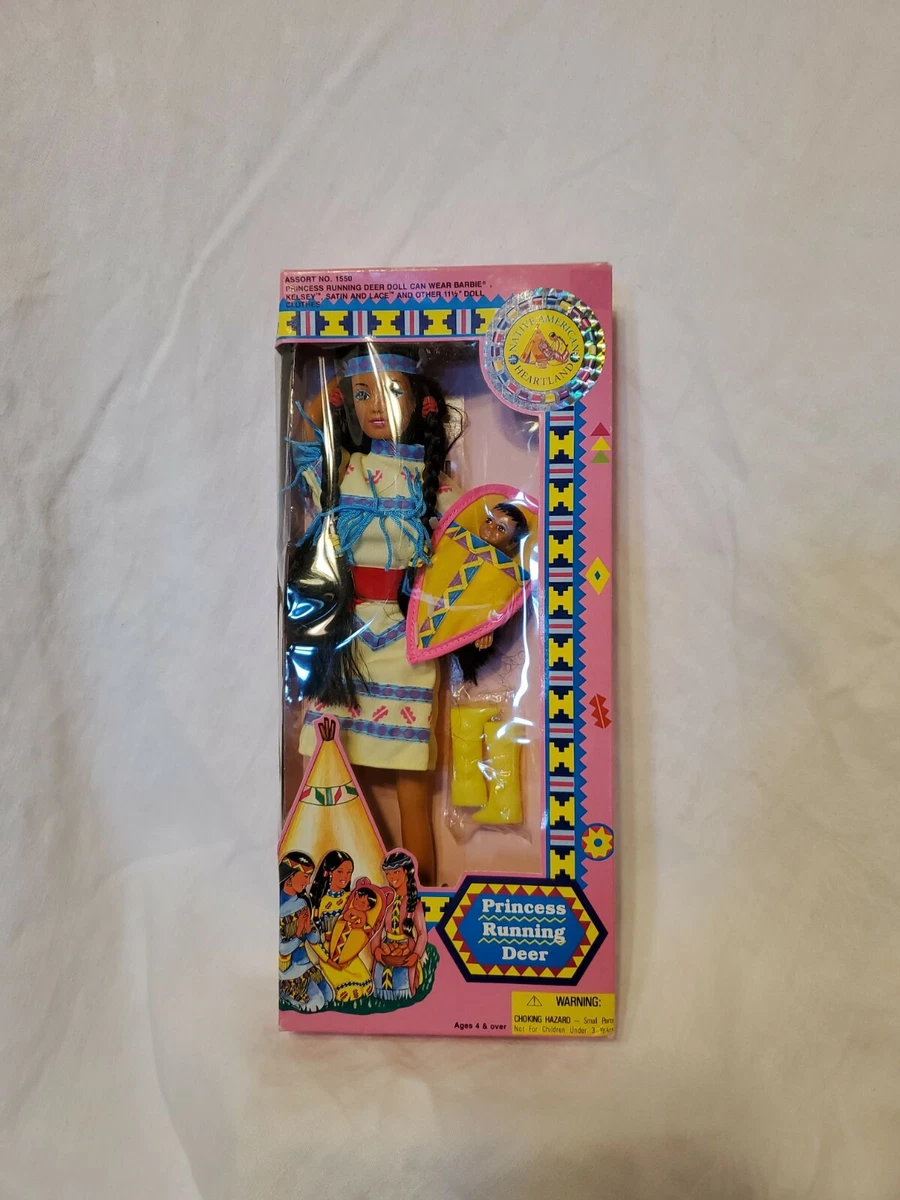 ASSORT NO. 1550
PRINCESS RUNNING DEER DOLL CAN WEAR BARBIE®,
KELSEY™, SATIN AND LACE™ AND OTHER 11½" DOLL
CLOTHES
NATIVE AMERICAN
HEARTLAND
Princess
Running
Deer
WARNING:
CHOKING HAZARD — Small Parts
Not For Children Under 3
Ages 4 & over